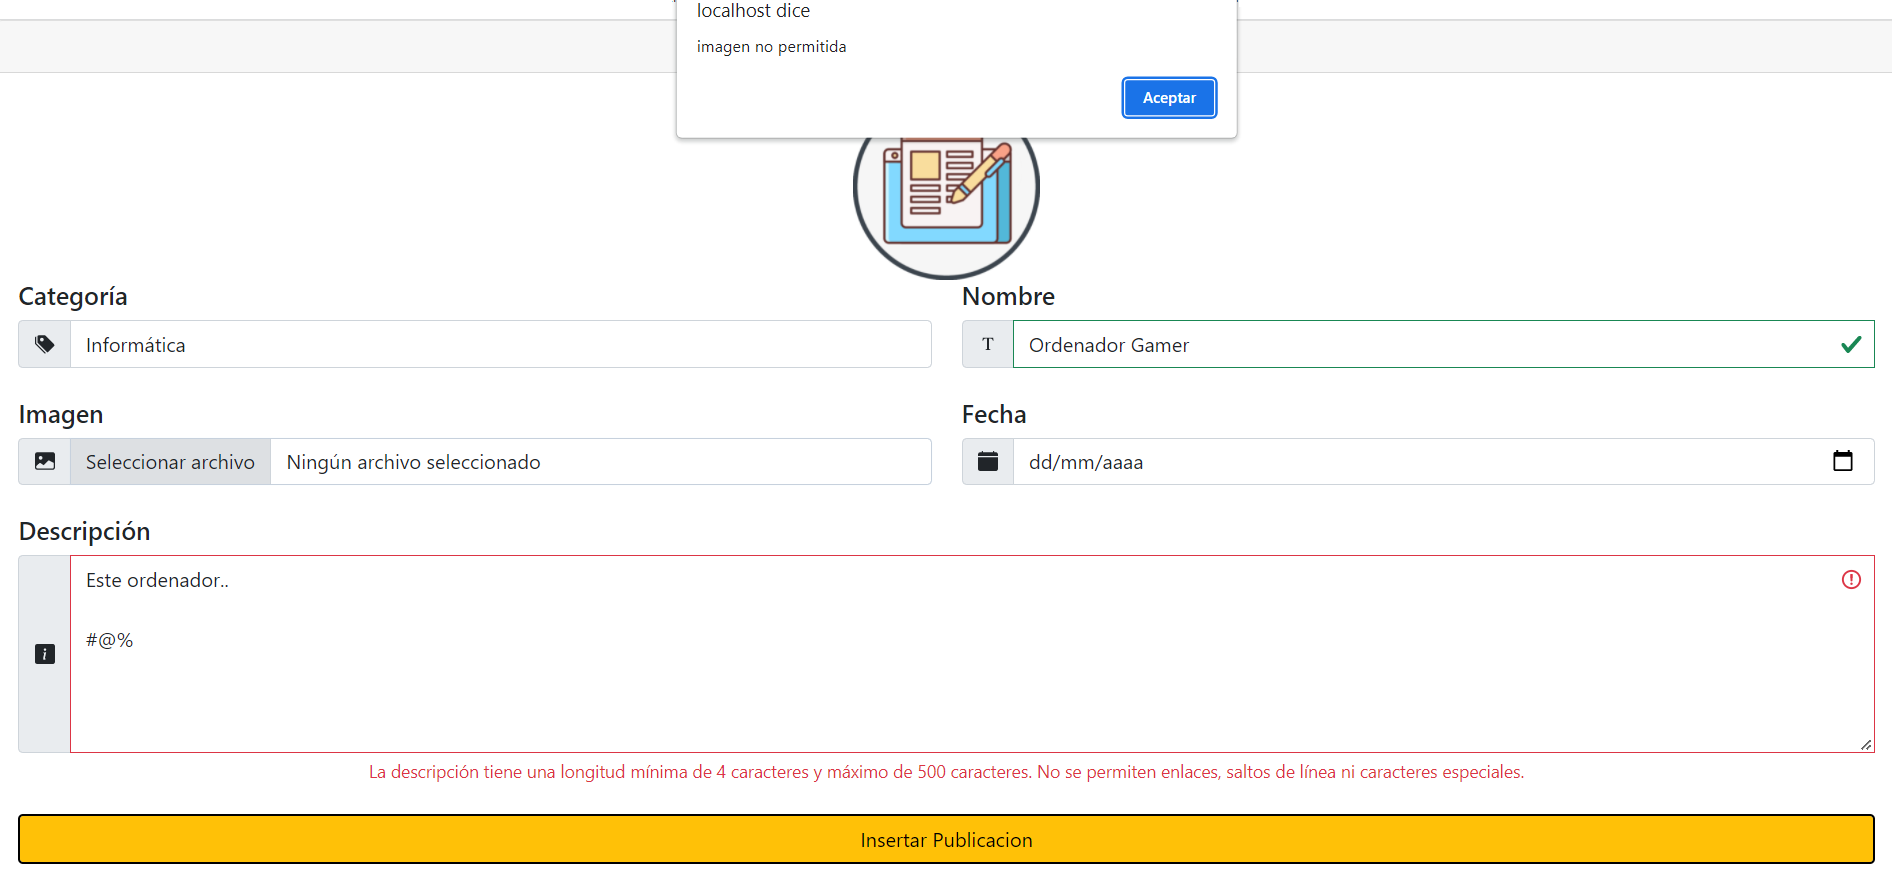 localhost dice
imagen no permitida
Aceptar
Categoría
Informática
Nombre
T
Ordenador Gamer
Imagen
Seleccionar archivo
Ningún archivo seleccionado
Fecha
dd/mm/aaaa
Descripción
i
Este ordenador..
#@%
La descripción tiene una longitud mínima de 4 caracteres y máximo de 500 caracteres. No se permiten enlaces, saltos de línea ni caracteres especiales.
Insertar Publicacion